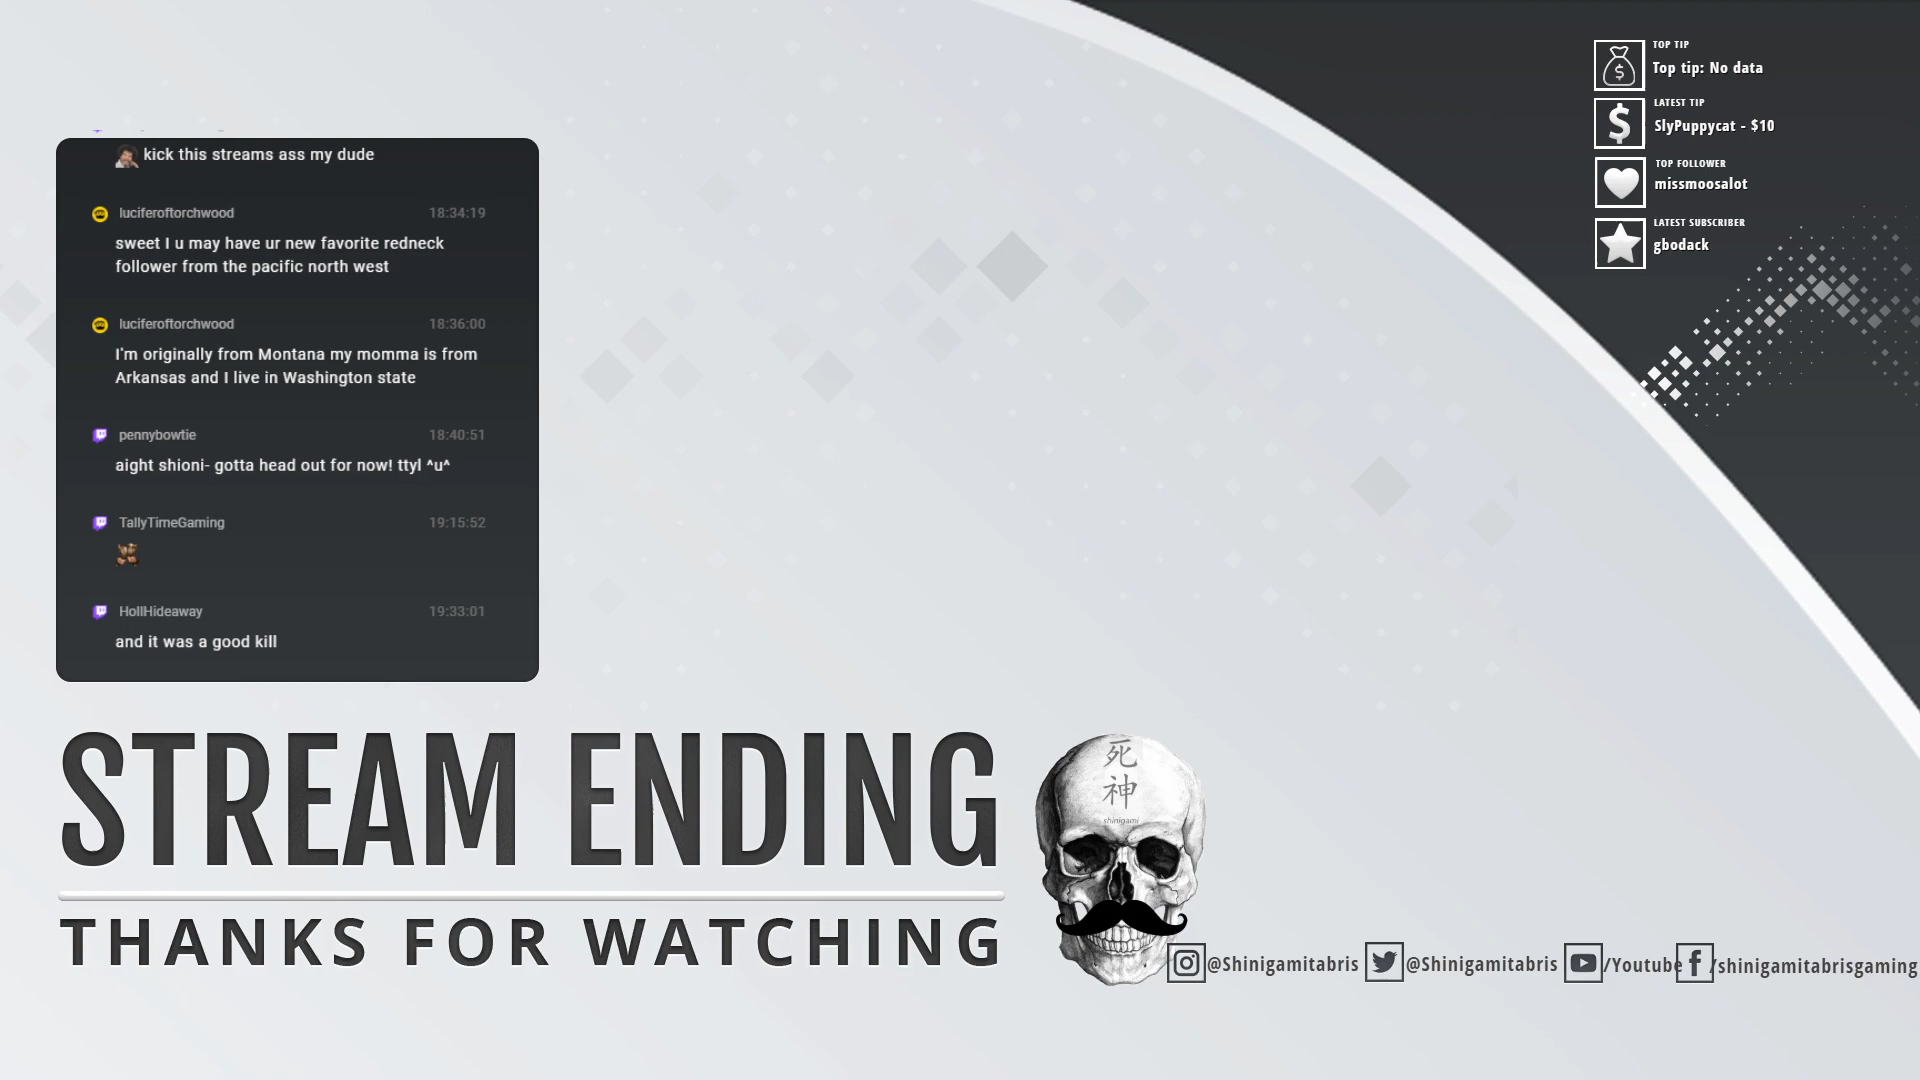 kick this streams ass my dude
luciferoftorchwood 18:34:19
sweet I u may have ur new favorite redneck
follower from the pacific north west
luciferoftorchwood 18:36:00
I'm originally from Montana my momma is from
Arkansas and I live in Washington state
pennybowtie 18:40:51
aight shioni- gotta head out for now! ttyl ^u^
TallyTimeGaming 19:15:52
HollHideaway 19:33:01
and it was a good kill
TOP TIP
Top tip: No data
LATEST TIP
SlyPuppycat - $10
TOP FOLLOWER
missmoosalot
LATEST SUBSCRIBER
gbodack
STREAM ENDING
THANKS FOR WATCHING
死
神
shinigami
@Shinigamitabris @Shinigamitabris /Youtube /shinigamitabrisgaming